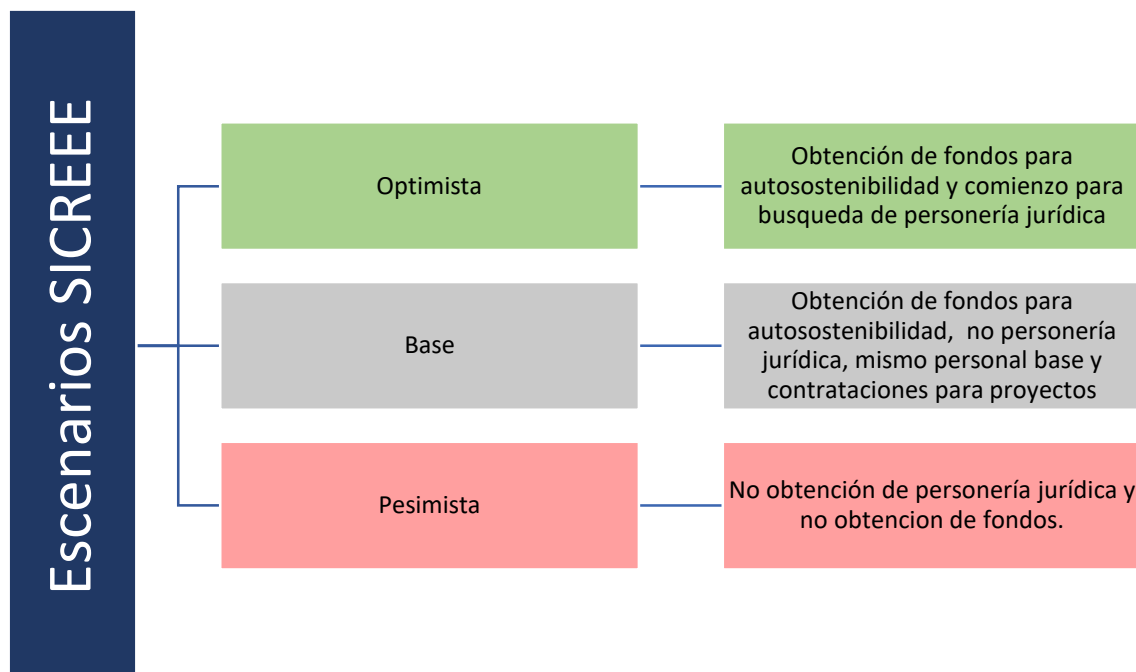 Escenarios SICREEE
Optimista
Obtención de fondos para
autosostenibilidad y comienzo para
busqueda de personería jurídica
Base
Obtención de fondos para
autosostenibilidad,  no personería
jurídica, mismo personal base y
contrataciones para proyectos
Pesimista
No obtención de personería jurídica y
no obtencion de fondos.